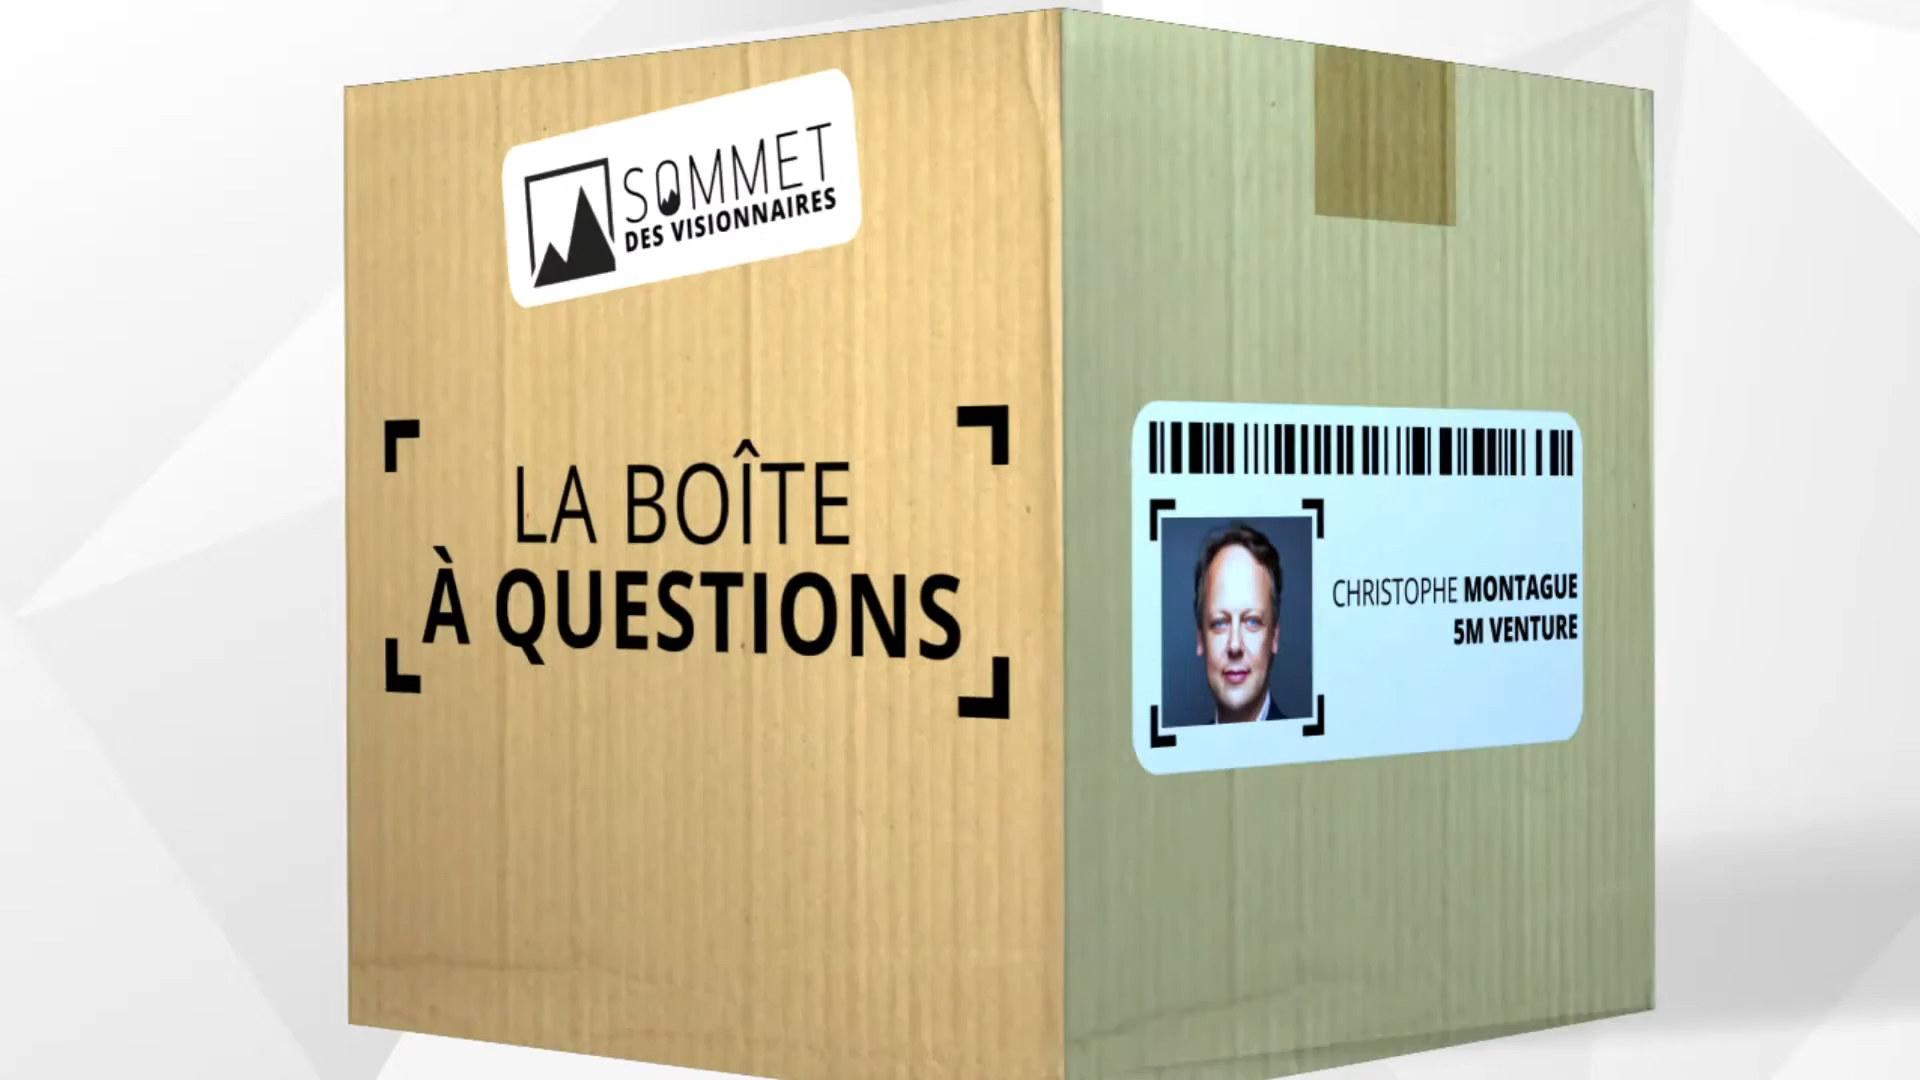 SOMMET
DES VISIONNAIRES
LA BOÎTE
À QUESTIONS
CHRISTOPHE MONTAGUE
5M VENTURE